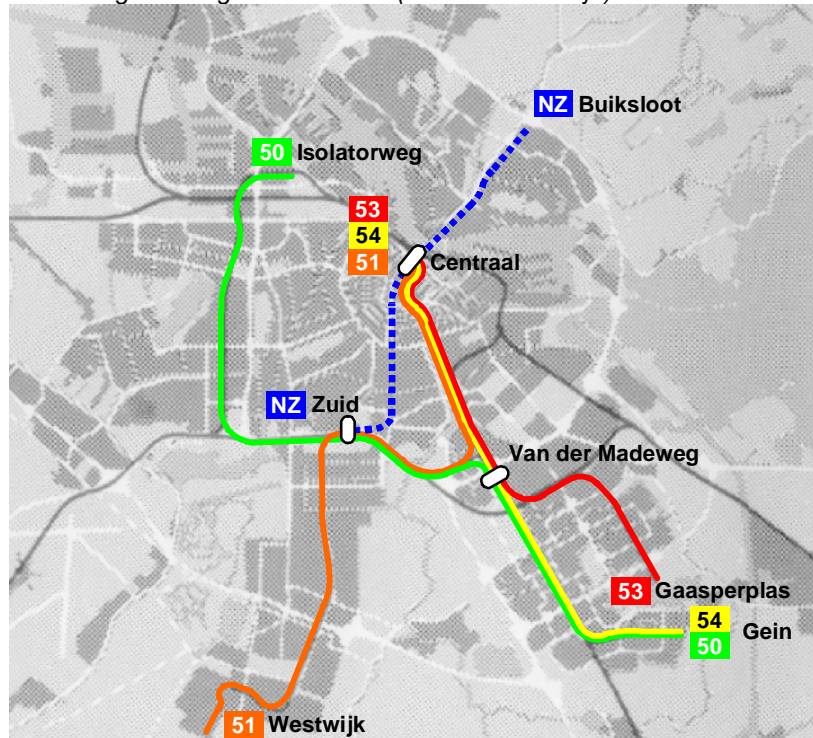 NZ Buiksloot
50 Isolatorweg
53
54
51 Centraal
NZ Zuid
Van der Madeweg
53 Gaasperplas
54
Gein
50
51 Westwijk